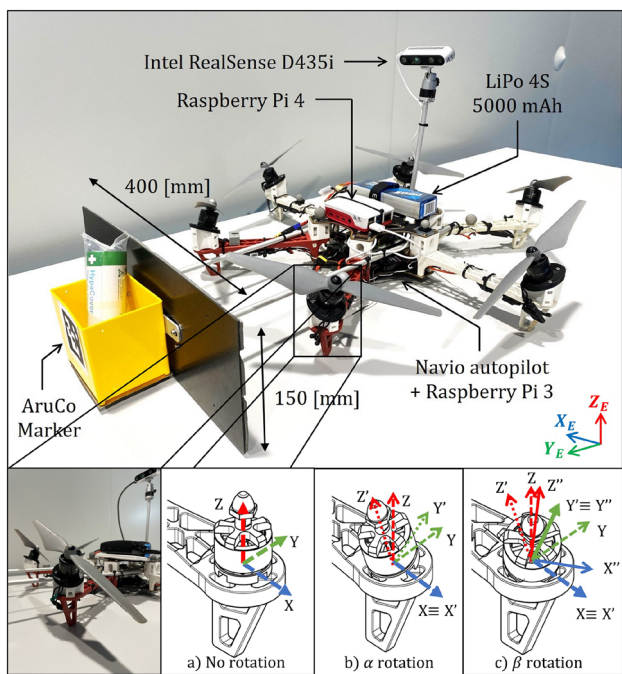 Intel RealSense D435i
Raspberry Pi 4
LiPo 4S
5000 mAh
400 [mm]
HypaCover
AruCo
Marker
150 [mm]
Navio autopilot
+ Raspberry Pi 3
Z_E
X_E
Y_E
Z
Y
X
a) No rotation
Z' Z
Y'
Y
X≡ X'
b) α rotation
Z' Z Z''
Y'≡ Y''
Y
X''
X≡ X'
c) β rotation